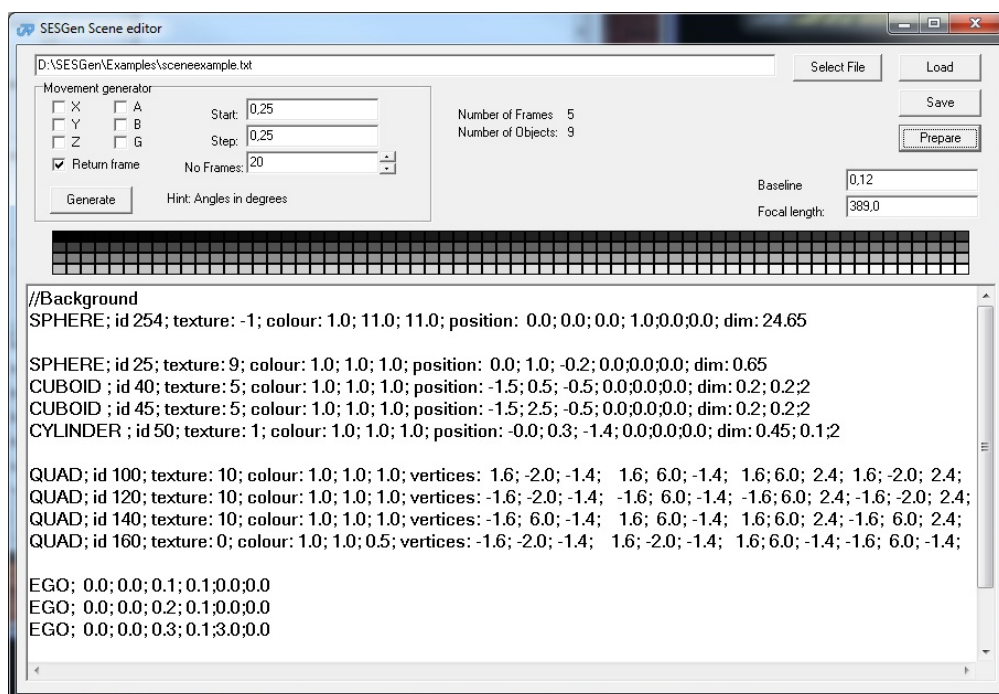 SESGen Scene editor
D:\SESGen\Examples\sceneexample.txt
Select File
Load
Movement generator
X
A
Start:
0,25
Number of Frames 5
Save
Y
B
Number of Objects: 9
Z
G
Step:
0,25
Prepare
Return frame
No Frames:
20
Baseline
0,12
Generate
Hint: Angles in degrees
Focal length:
389,0
//Background
SPHERE; id 254; texture: -1; colour: 1.0; 11.0; 11.0; position: 0.0; 0.0; 0.0; 1.0;0.0;0.0; dim: 24.65
SPHERE; id 25; texture: 9; colour: 1.0; 1.0; 1.0; position: 0.0; 1.0; -0.2; 0.0;0.0;0.0; dim: 0.65
CUBOID ; id 40; texture: 5; colour: 1.0; 1.0; 1.0; position: -1.5; 0.5; -0.5; 0.0;0.0;0.0; dim: 0.2; 0.2;2
CUBOID ; id 45; texture: 5; colour: 1.0; 1.0; 1.0; position: -1.5; 2.5; -0.5; 0.0;0.0;0.0; dim: 0.2; 0.2;2
CYLINDER ; id 50; texture: 1; colour: 1.0; 1.0; 1.0; position: -0.0; 0.3; -1.4; 0.0;0.0;0.0; dim: 0.45; 0.1;2
QUAD; id 100; texture: 10; colour: 1.0; 1.0; 1.0; vertices: 1.6; -2.0; -1.4; 1.6; 6.0; -1.4; 1.6; 6.0; 2.4; 1.6; -2.0; 2.4;
QUAD; id 120; texture: 10; colour: 1.0; 1.0; 1.0; vertices: -1.6; -2.0; -1.4; -1.6; 6.0; -1.4; -1.6; 6.0; 2.4; -1.6; -2.0; 2.4;
QUAD; id 140; texture: 10; colour: 1.0; 1.0; 1.0; vertices: -1.6; 6.0; -1.4; 1.6; 6.0; -1.4; 1.6; 6.0; 2.4; -1.6; 6.0; 2.4;
QUAD; id 160; texture: 0; colour: 1.0; 1.0; 0.5; vertices: -1.6; -2.0; -1.4; 1.6; -2.0; -1.4; 1.6; 6.0; -1.4; -1.6; 6.0; -1.4;
EGO; 0.0; 0.0; 0.1; 0.1;0.0;0.0
EGO; 0.0; 0.0; 0.2; 0.1;0.0;0.0
EGO; 0.0; 0.0; 0.3; 0.1;3.0;0.0